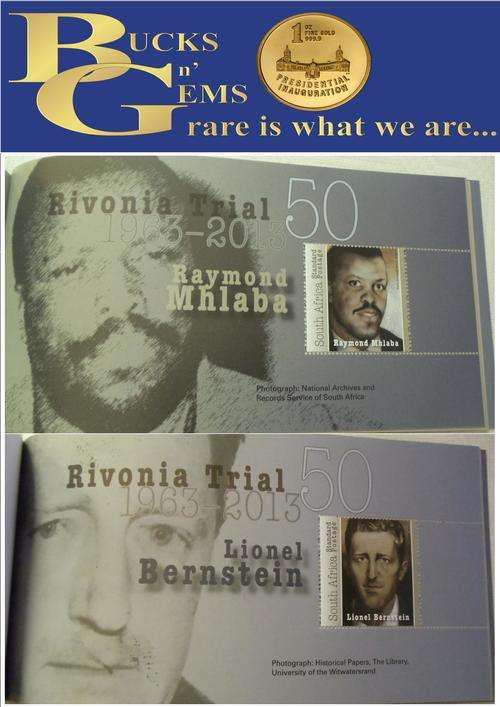 BUCKS
n'
GEMS
1 OZ
FINE GOLD
999.9
PRESIDENTIAL
INAUGURATION
rare is what we are...
Rivonia Trial 50
1963-2013
Raymond
Mhlaba
South Africa
Standard Postage
Raymond Mhlaba
Photograph: National Archives and
Records Service of South Africa
Rivonia Trial 50
1963-2013
Lionel
Bernstein
South Africa
Standard Postage
Lionel Bernstein
Photograph: Historical Papers, The Library,
University of the Witwatersrand